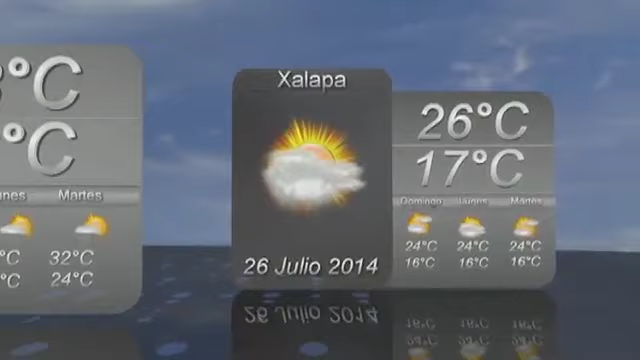 °C
°C
Martes
°C 32°C
°C 24°C
Xalapa
26 Julio 2014
26°C
17°C
Domingo Lunes Martes
24°C 24°C 24°C
16°C 16°C 16°C